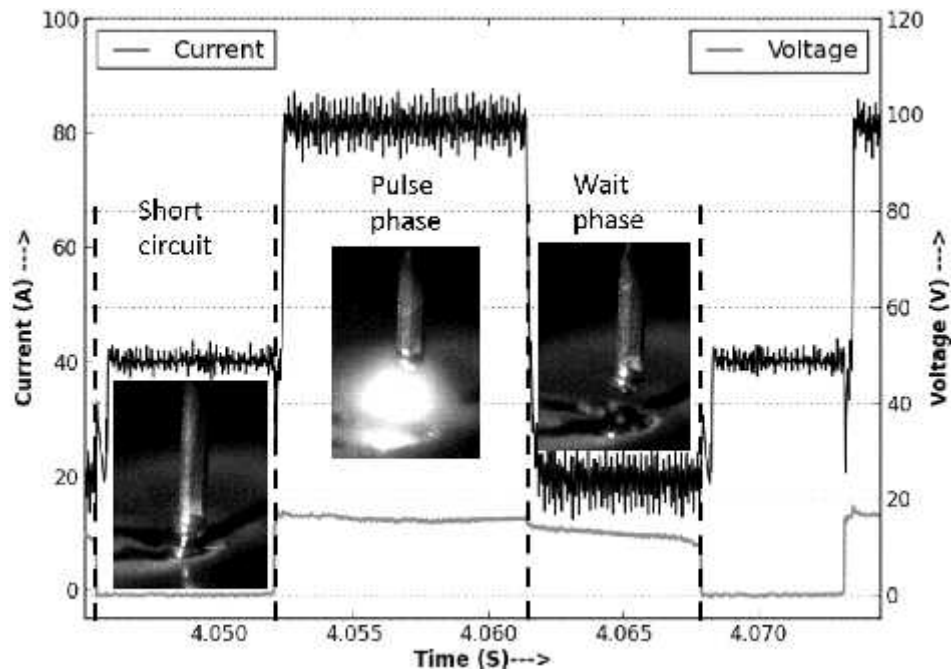 Current
Voltage
Short
circuit
Pulse
phase
Wait
phase
Current (A) --->
100
80
60
40
20
0
Voltage (V) --->
120
100
80
60
40
20
0
4.050
4.055
4.060
4.065
4.070
Time (S)--->